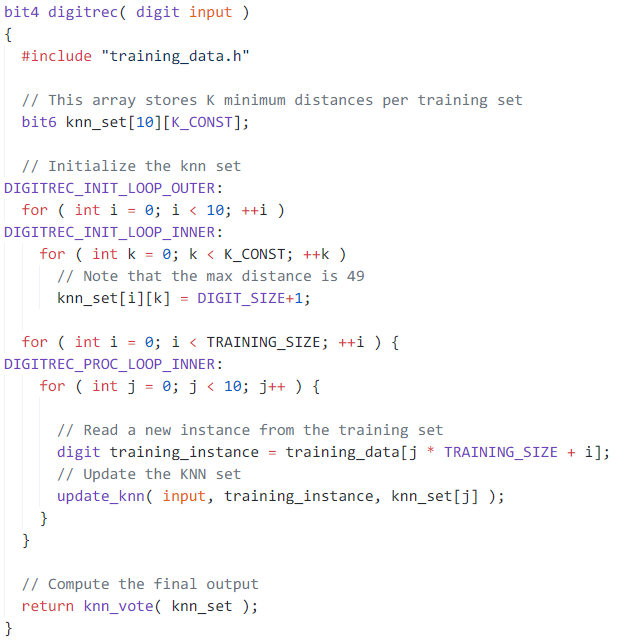 bit4 digitrec( digit input )
{
  #include "training_data.h"

  // This array stores K minimum distances per training set
  bit6 knn_set[10][K_CONST];

  // Initialize the knn set
DIGITREC_INIT_LOOP_OUTER:
  for ( int i = 0; i < 10; ++i )
DIGITREC_INIT_LOOP_INNER:
    for ( int k = 0; k < K_CONST; ++k )
      // Note that the max distance is 49
      knn_set[i][k] = DIGIT_SIZE+1;

  for ( int i = 0; i < TRAINING_SIZE; ++i ) {
DIGITREC_PROC_LOOP_INNER:
    for ( int j = 0; j < 10; j++ ) {

      // Read a new instance from the training set
      digit training_instance = training_data[j * TRAINING_SIZE + i];
      // Update the KNN set
      update_knn( input, training_instance, knn_set[j] );
    }
  }

  // Compute the final output
  return knn_vote( knn_set );
}